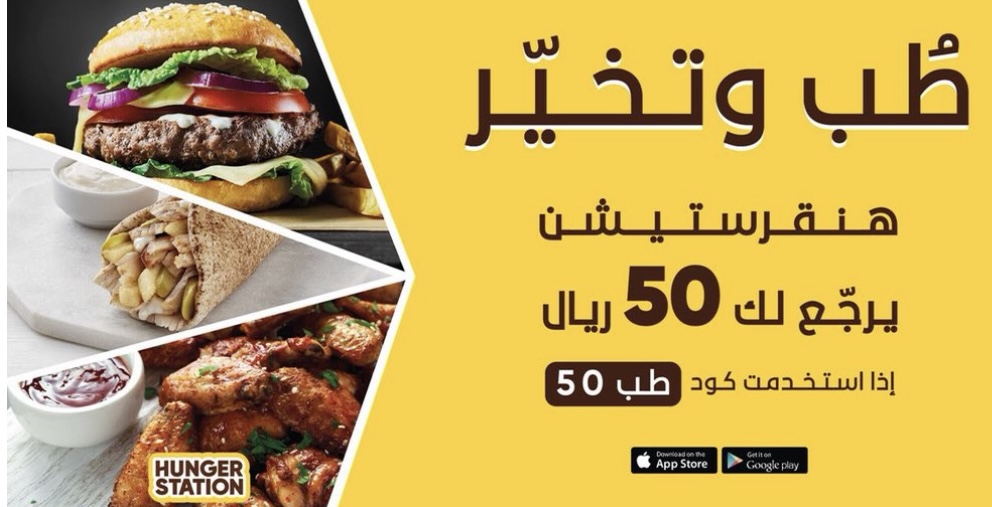 طُب وتخيّر
هنقرستيشن
يرجّع لك 50 ريال
إذا استخدمت كود طب 50
Download on the
App Store
Get it on
Google play
HUNGER
STATION